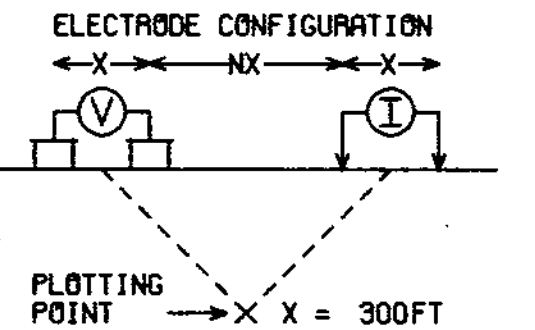 ELECTRODE CONFIGURATION
X NX X
V I
PLOTTING
POINT X X = 300FT